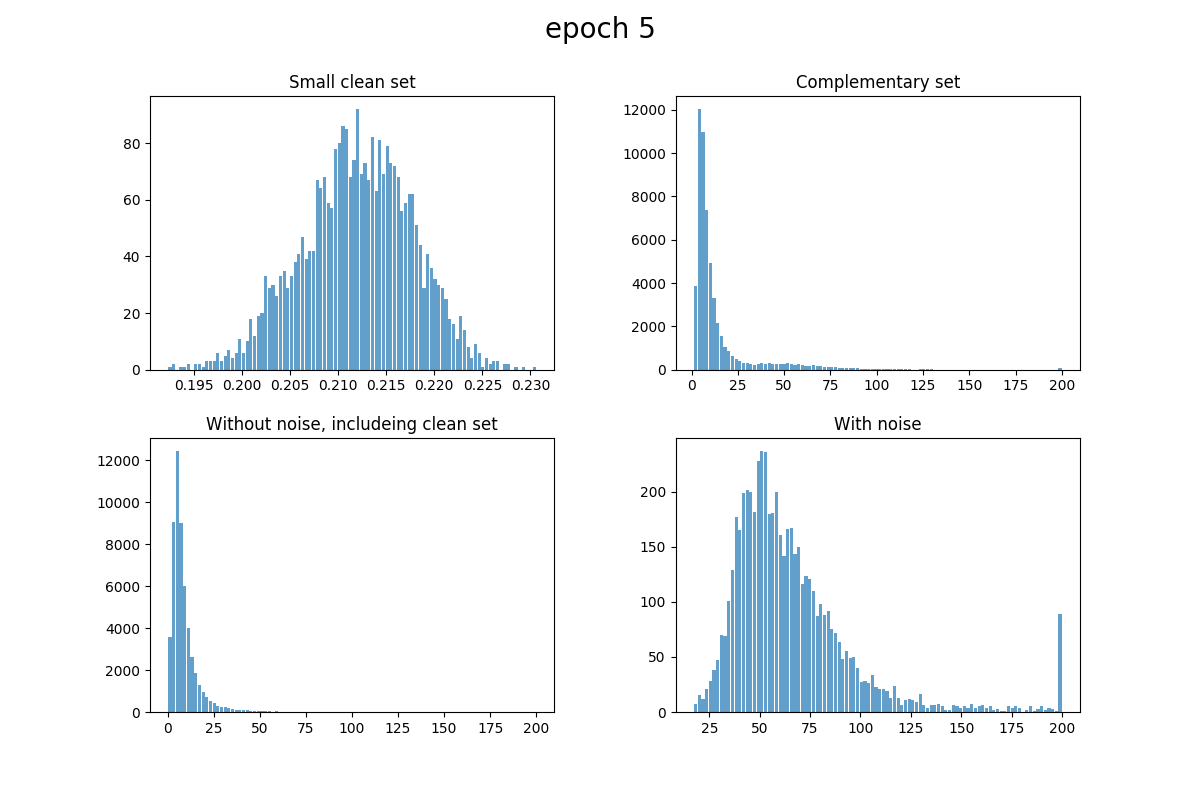 epoch 5
Small clean set
80
60
40
20
0
0.195 0.200 0.205 0.210 0.215 0.220 0.225 0.230
Complementary set
12000
10000
8000
6000
4000
2000
0
0 25 50 75 100 125 150 175 200
Without noise, includeing clean set
12000
10000
8000
6000
4000
2000
0
0 25 50 75 100 125 150 175 200
With noise
200
150
100
50
0
25 50 75 100 125 150 175 200